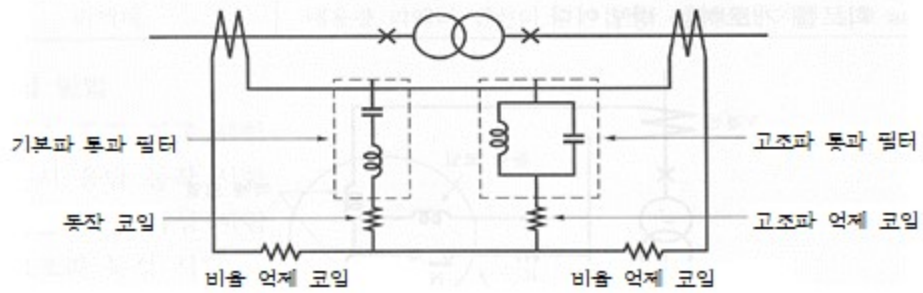 기본파 통과 필터
고조파 통과 필터
동작 코일
고조파 억제 코일
비율 억제 코일
비율 억제 코일